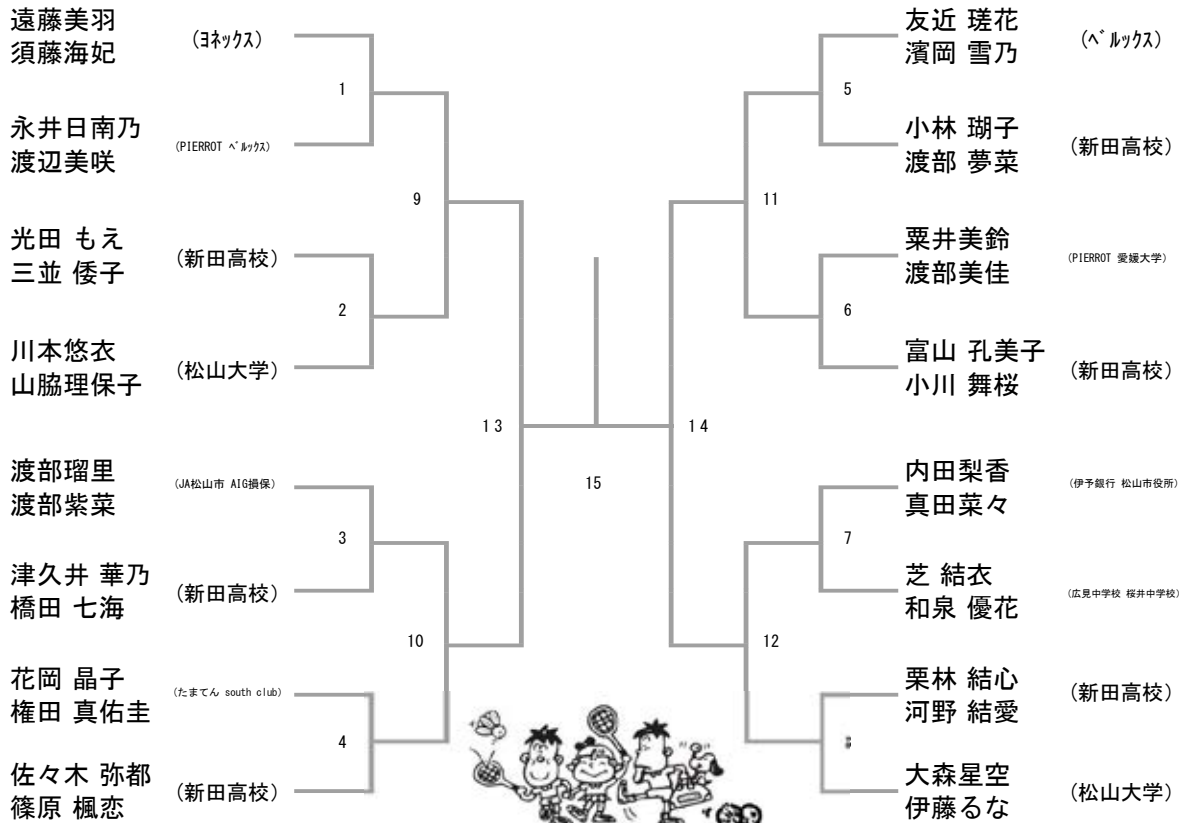 遠藤美羽
須藤海妃
(ﾖﾈｯｸｽ)
1
永井日南乃
渡辺美咲
(PIERROT ﾍﾞﾙｯｸｽ)
9
光田 もえ
三並 倭子
(新田高校)
2
川本悠衣
山脇理保子
(松山大学)
13
渡部瑠里
渡部紫菜
(JA松山市 AIG損保)
3
津久井 華乃
橋田 七海
(新田高校)
10
花岡 晶子
権田 真佑圭
(たまてん south club)
4
佐々木 弥都
篠原 楓恋
(新田高校)
15
友近 瑳花
濱岡 雪乃
(ﾍﾞﾙｯｸｽ)
5
小林 瑚子
渡部 夢菜
(新田高校)
11
粟井美鈴
渡部美佳
(PIERROT 愛媛大学)
6
富山 孔美子
小川 舞桜
(新田高校)
14
内田梨香
真田菜々
(伊予銀行 松山市役所)
7
芝 結衣
和泉 優花
(広見中学校 桜井中学校)
12
栗林 結心
河野 結愛
(新田高校)
大森星空
伊藤るな
(松山大学)